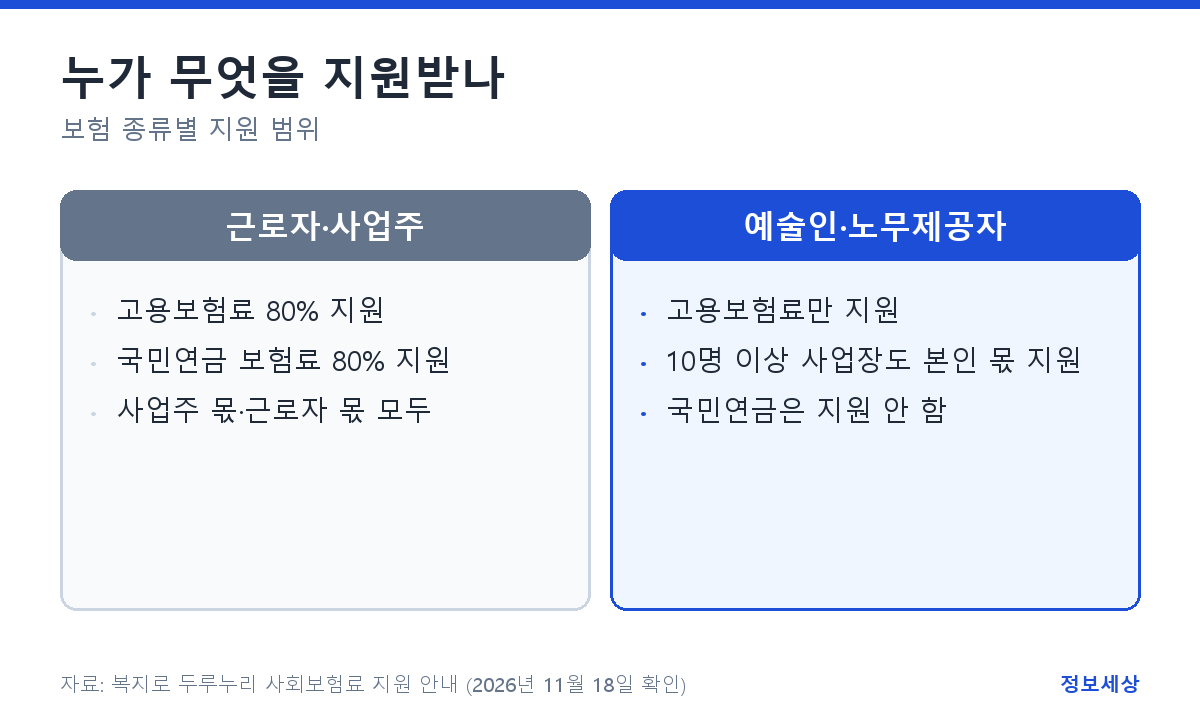 누가 무엇을 지원받나
보험 종류별 지원 범위
근로자·사업주
· 고용보험료 80% 지원
· 국민연금 보험료 80% 지원
· 사업주 몫·근로자 몫 모두
예술인·노무제공자
· 고용보험료만 지원
· 10명 이상 사업장도 본인 몫 지원
· 국민연금은 지원 안 함
자료: 복지로 두루누리 사회보험료 지원 안내 (2026년 11월 18일 확인)
정보세상